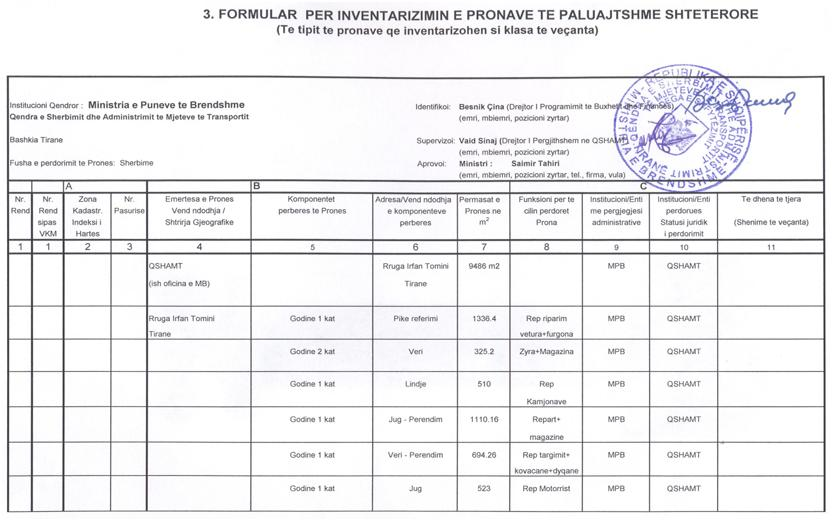 3. FORMULAR PER INVENTARIZIMIN E PRONAVE TE PALUAJTSHME SHTETERORE
(Te tipit te pronave qe inventarizohen si klasa te veçanta)
Institucioni Qendror : Ministria e Puneve te Brendshme
Qendra e Sherbimit dhe Administrimit te Mjeteve te Transportit
Bashkia Tirane
Fusha e perdorimit te Prones: Sherbime
Identifikoi: Besnik Çina (Drejtor I Programimit te Buxhetit dhe Finances)
(emri, mbiemri, pozicioni zyrtar)
Supervizoi: Vaid Sinaj (Drejtor I Pergjithshem ne QSHAMT)
(emri, mbiemri, pozicioni zyrtar)
Aprovoi: Ministri : Saimir Tahiri
(emri, mbiemri, pozicioni zyrtar, tel., firma, vula)
A B C
Nr. Rend
Nr. Rend sipas VKM
Zona Kadastr. Indeksi i Hartes
Nr. Pasurise
Emertesa e Prones Vend ndodhja / Shtrirja Gjeografike
Komponetet perberes te Prones
Adresa/Vend ndodhja e komponenteve perberes
Permasat e Prones ne m2
Funksioni per te cilin perdoret Prona
Institucioni/Enti me pergjegjesi administrative
Institucioni/Enti perdorues Statusi juridik i perdorimit
Te dhena te tjera (Shenime te veçanta)
1 1 2 3 4 5 6 7 8 9 10 11
QSHAMT Rruga Irfan Tomini 9486 m2 MPB QSHAMT
(ish oficina e MB) Tirane
Rruga Irfan Tomini Godine 1 kat Pike referimi 1336.4 Rep riparim MPB QSHAMT
Tirane vetura+furgona
Godine 2 kat Veri 325.2 Zyra+Magazina MPB QSHAMT
Godine 1 kat Lindje 510 Rep MPB QSHAMT
Kamjonave
Godine 1 kat Jug - Perendim 1110.16 Repart+ MPB QSHAMT
magazine
Godine 1 kat Veri - Perendim 694.26 Rep targimit+ MPB QSHAMT
kovacane+dyqane
Godine 1 kat Jug 523 Rep Motorrist MPB QSHAMT